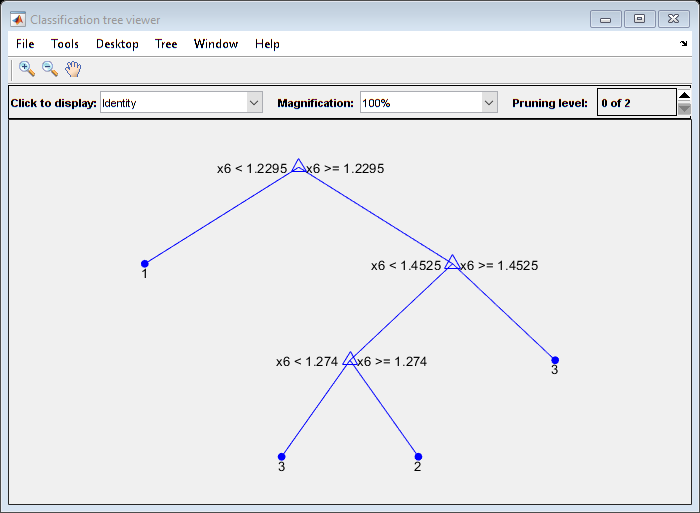 Classification tree viewer
File Tools Desktop Tree Window Help
Click to display: Identity Magnification: 100% Pruning level: 0 of 2
x6 < 1.2295 x6 >= 1.2295
1
x6 < 1.4525 x6 >= 1.4525
x6 < 1.274 x6 >= 1.274
3
3
2